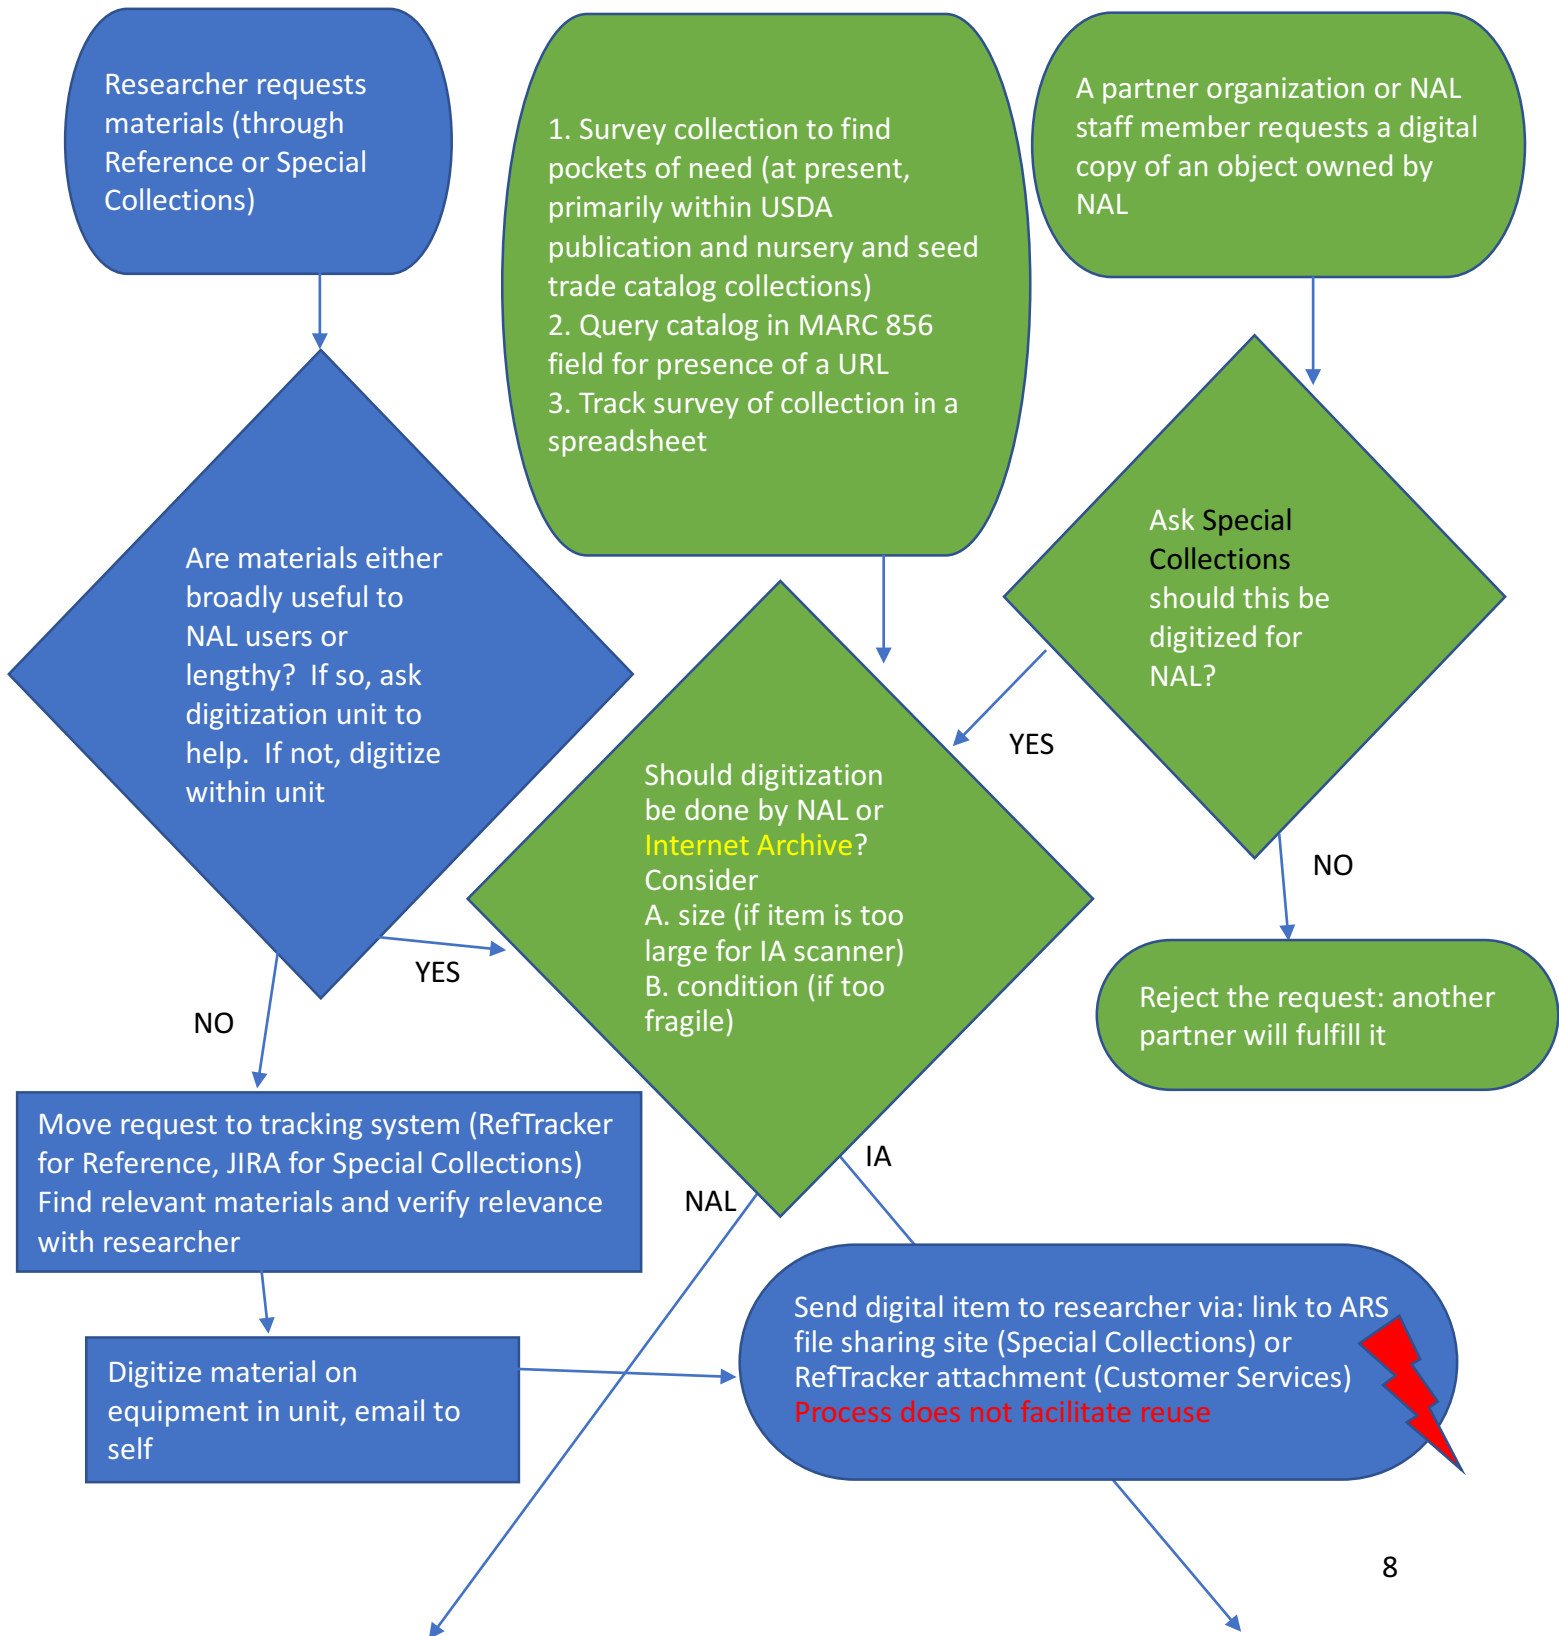 Researcher requests
materials (through
Reference or Special
Collections)
1. Survey collection to find
pockets of need (at present,
primarily within USDA
publication and nursery and seed
trade catalog collections)
2. Query catalog in MARC 856
field for presence of a URL
3. Track survey of collection in a
spreadsheet
A partner organization or NAL
staff member requests a digital
copy of an object owned by
NAL
Are materials either
broadly useful to
NAL users or
lengthy?  If so, ask
digitization unit to
help.  If not, digitize
within unit
Ask Special
Collections
should this be
digitized for
NAL?
YES
NO
Should digitization
be done by NAL or
Internet Archive?
Consider
A. size (if item is too
large for IA scanner)
B. condition (if too
fragile)
YES
NO
Reject the request: another
partner will fulfill it
Move request to tracking system (RefTracker
for Reference, JIRA for Special Collections)
Find relevant materials and verify relevance
with researcher
NAL
IA
Digitize material on
equipment in unit, email to
self
Send digital item to researcher via: link to ARS
file sharing site (Special Collections) or
RefTracker attachment (Customer Services)
Process does not facilitate reuse
8